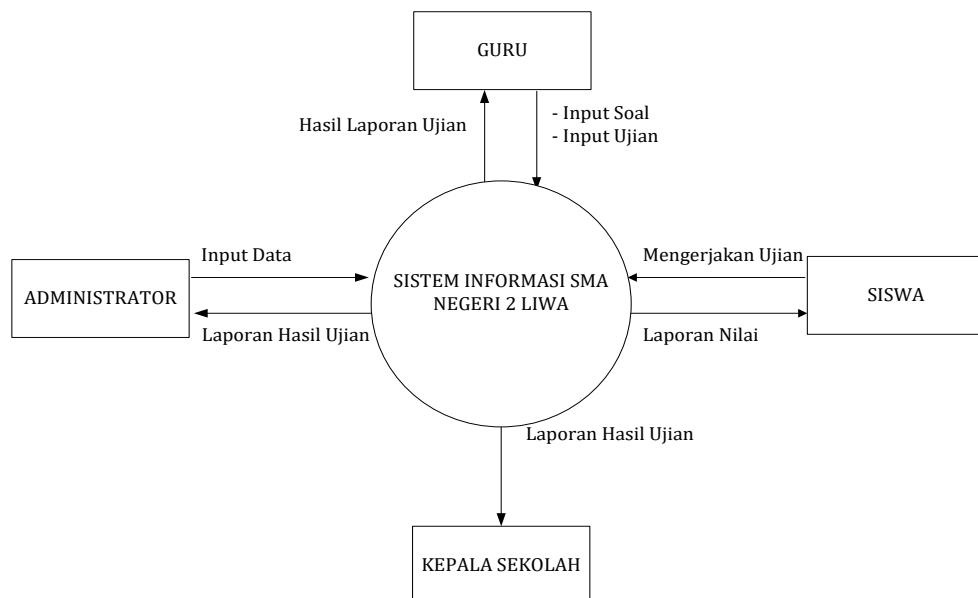 GURU
Hasil Laporan Ujian
- Input Soal
- Input Ujian
Input Data
Mengerjakan Ujian
ADMINISTRATOR
SISTEM INFORMASI SMA
NEGERI 2 LIWA
SISWA
Laporan Hasil Ujian
Laporan Nilai
Laporan Hasil Ujian
KEPALA SEKOLAH